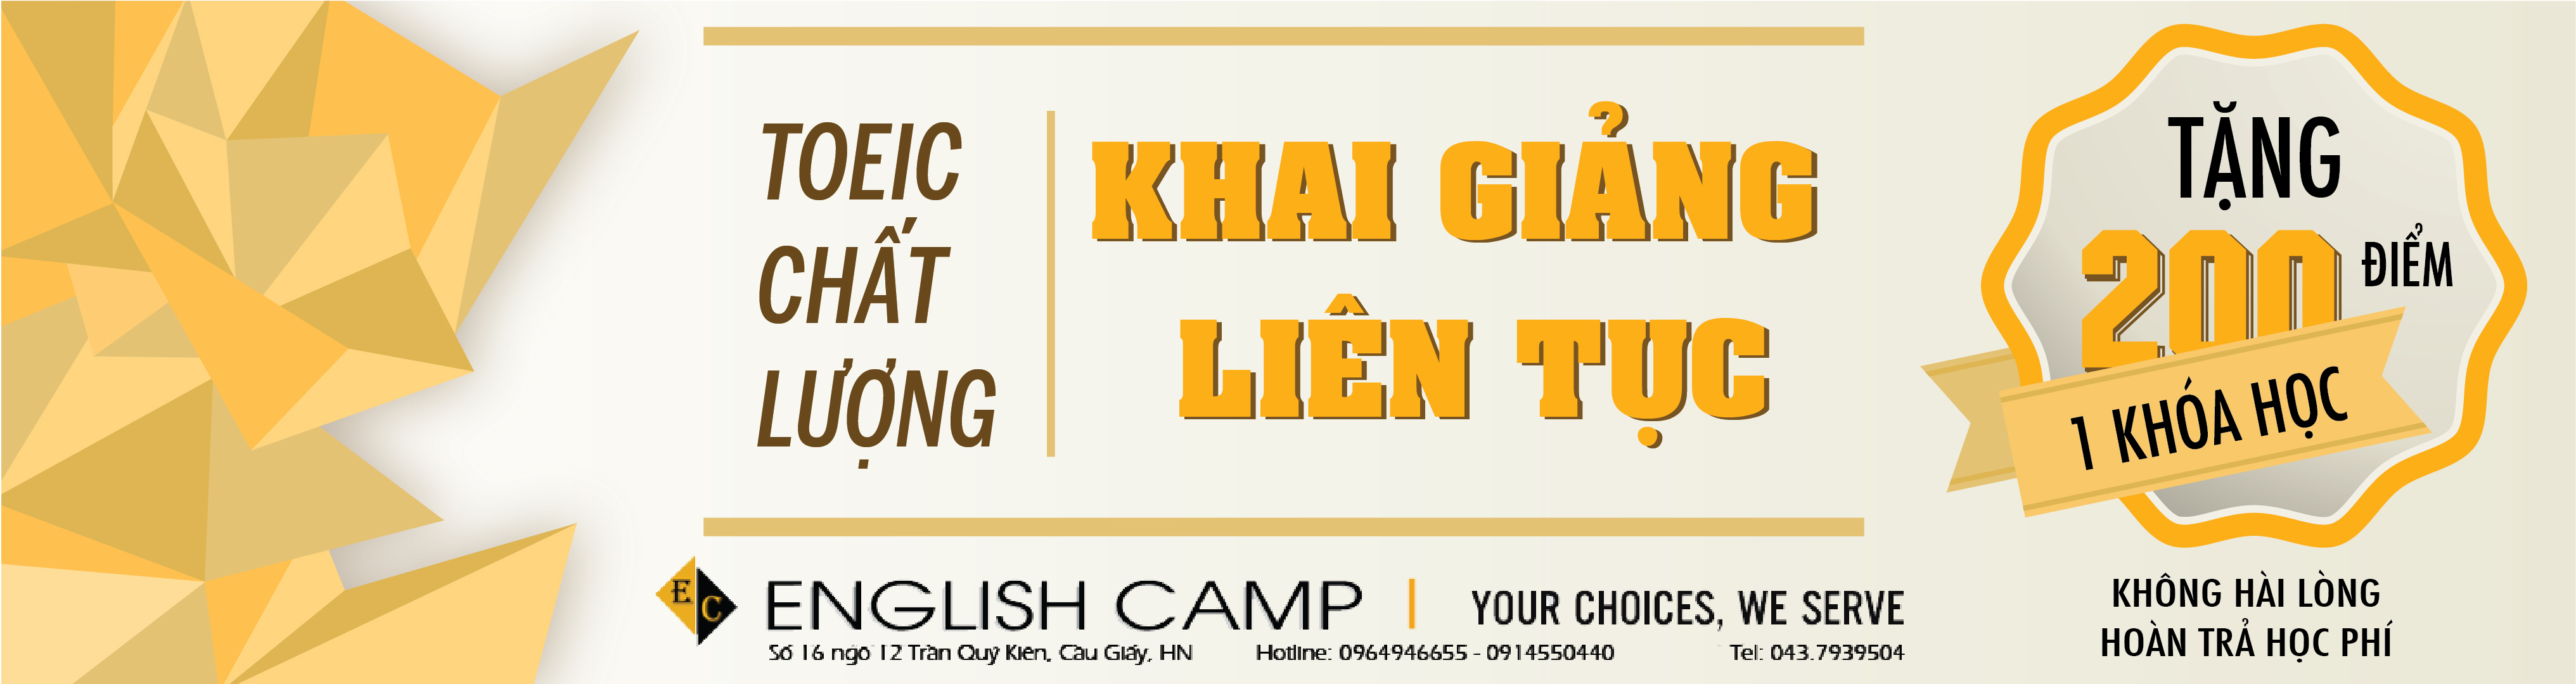 TOEIC
CHẤT
LƯỢNG
KHAI GIẢNG
LIÊN TỤC
TẶNG
200 ĐIỂM
1 KHÓA HỌC
KHÔNG HÀI LÒNG
HOÀN TRẢ HỌC PHÍ
EC ENGLISH CAMP | YOUR CHOICES, WE SERVE
Số 16 ngõ 12 Trần Quý Kiên, Cầu Giấy, HN Hotline: 0964946655 - 0914550440 Tel: 043.7939504